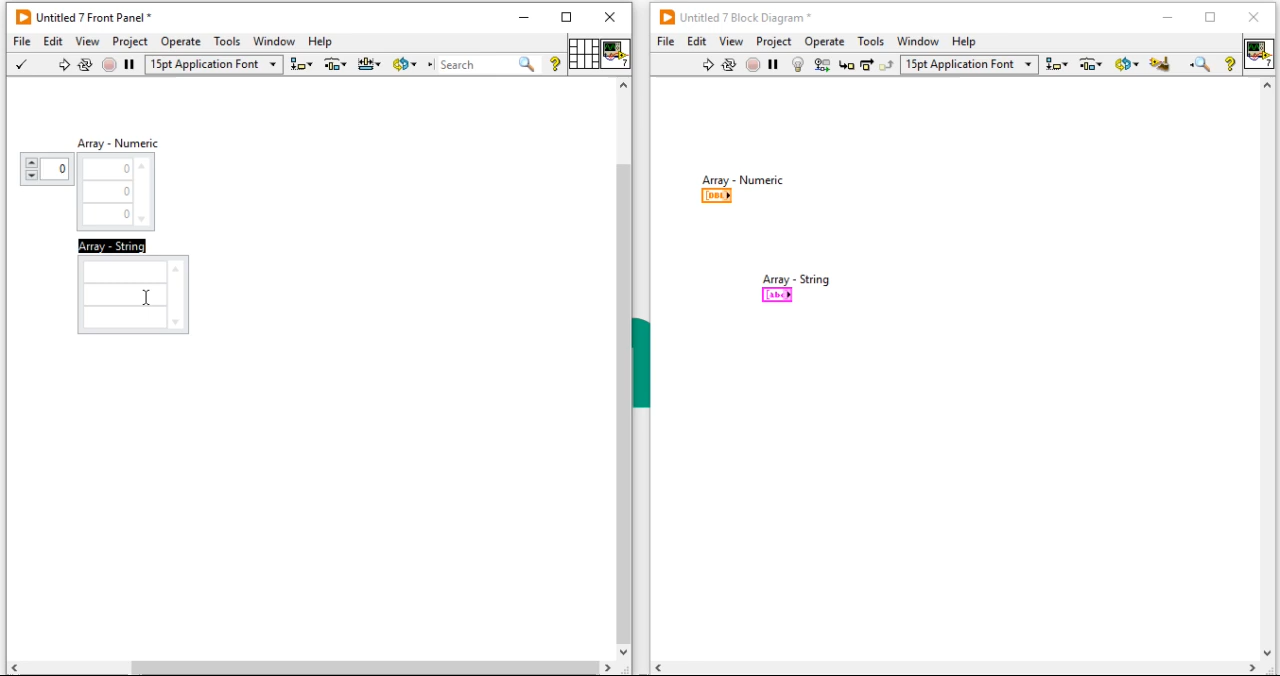 Untitled 7 Front Panel *
File Edit View Project Operate Tools Window Help
15pt Application Font
Search
?
7
Array - Numeric
0
0
0
0
Array - String
Untitled 7 Block Diagram *
File Edit View Project Operate Tools Window Help
15pt Application Font
?
7
Array - Numeric
[DBL
Array - String
[abc